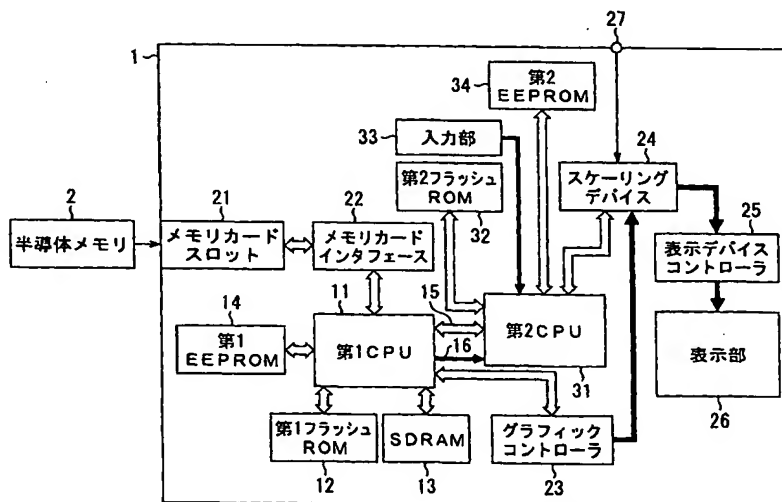 27
1
34
第2
EEPROM
33
入力部
24
第2フラッシュ
ROM
32
スケーリング
デバイス
2
半導体メモリ
21
メモリカード
スロット
22
メモリカード
インタフェース
25
表示デバイス
コントローラ
14
第1
EEPROM
11
第1CPU
15
16
第2CPU
31
表示部
26
第1フラッシュ
ROM
12
SDRAM
13
グラフィック
コントローラ
23